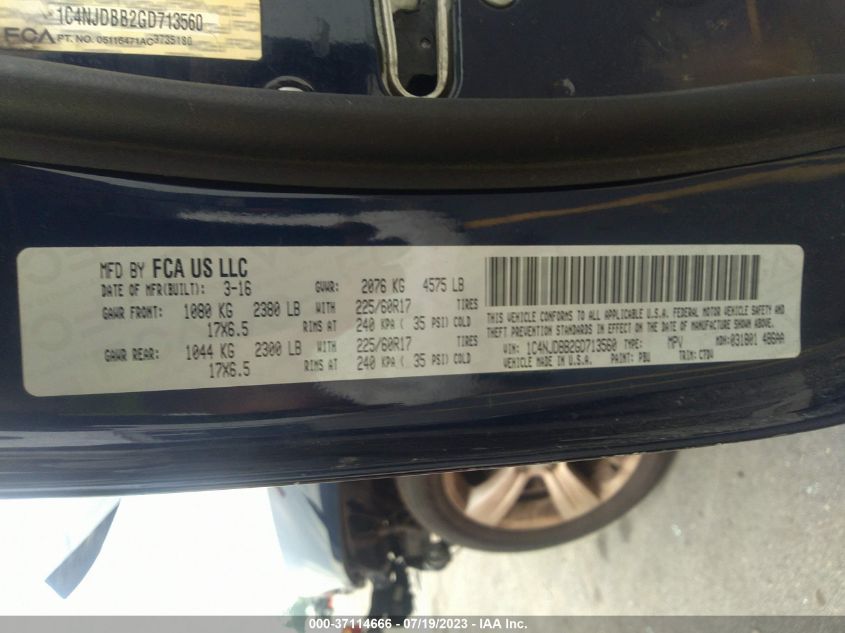 1C4NJDBB2GD713560
FCA PT. NO. 05116471AC 3735180
MFD BY FCA US LLC
DATE OF MFR(BUILT): 3-16 GVWR: 2076 KG 4575 LB
GAWR FRONT: 1080 KG 2380 LB WITH 225/60R17 TIRES
17X6.5 RIMS AT 240 KPA ( 35 PSI) COLD
GAWR REAR: 1044 KG 2300 LB WITH 225/60R17 TIRES
17X6.5 RIMS AT 240 KPA ( 35 PSI) COLD
THIS VEHICLE CONFORMS TO ALL APPLICABLE U.S.A. FEDERAL MOTOR VEHICLE SAFETY AND
THEFT PREVENTION STANDARDS IN EFFECT ON THE DATE OF MANUFACTURE SHOWN ABOVE.
VIN: 1C4NJDBB2GD713560 TYPE: MPV MDH: 031801 486AA
VEHICLE MADE IN U.S.A. PAINT: PBU TRIM: C7DV
000-37114666 - 07/19/2023 - IAA Inc.